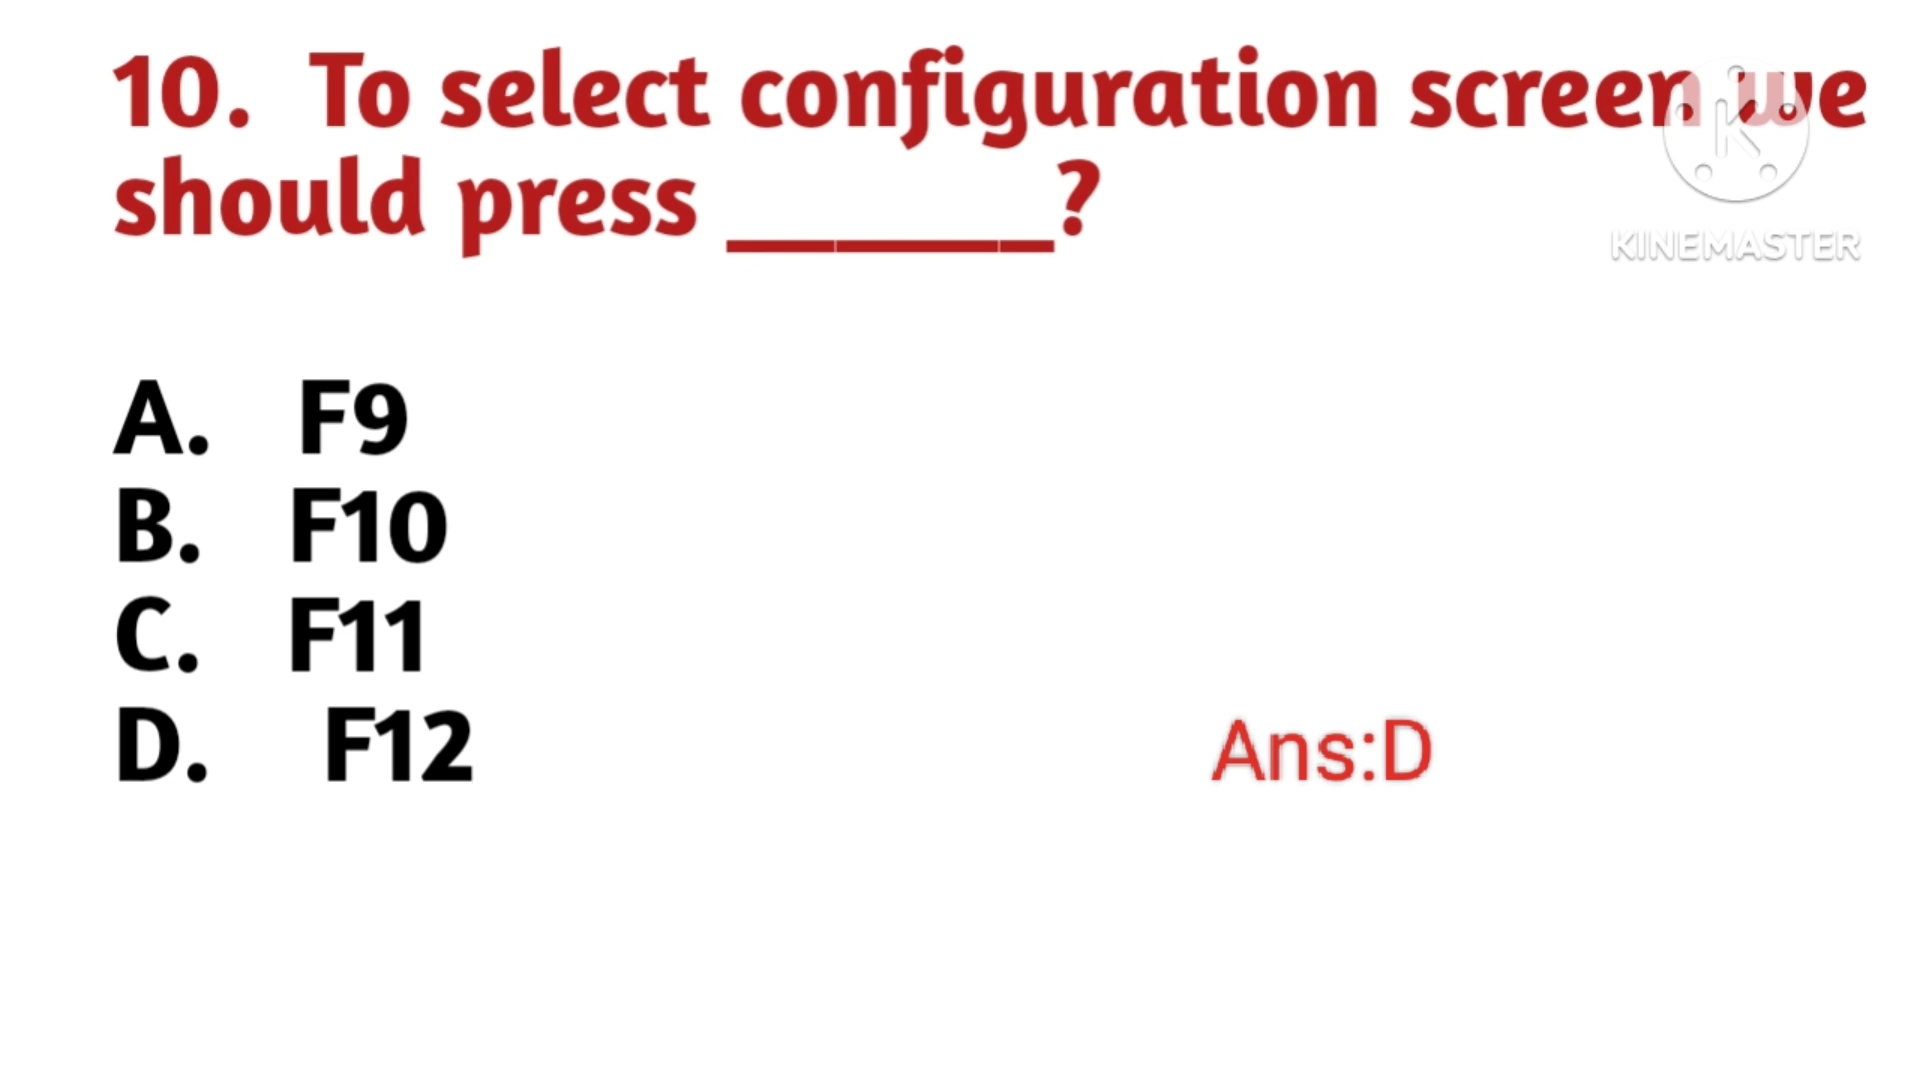 10. To select configuration screen we
should press ______?
KINEMASTER
A. F9
B. F10
C. F11
D. F12
Ans:D